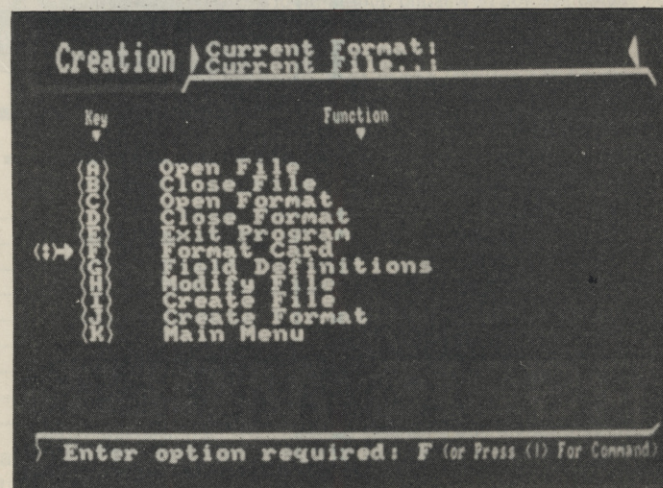 Creation
Current Format:
Current File..:
Key Function
(A) Open File
(B) Close File
(C) Open Format
(D) Close Format
(E) Exit Program
(F) Format Card
(G) Field Definitions
(H) Modify File
(I) Create File
(J) Create Format
(K) Main Menu
Enter option required: F (or Press (!) For Command)